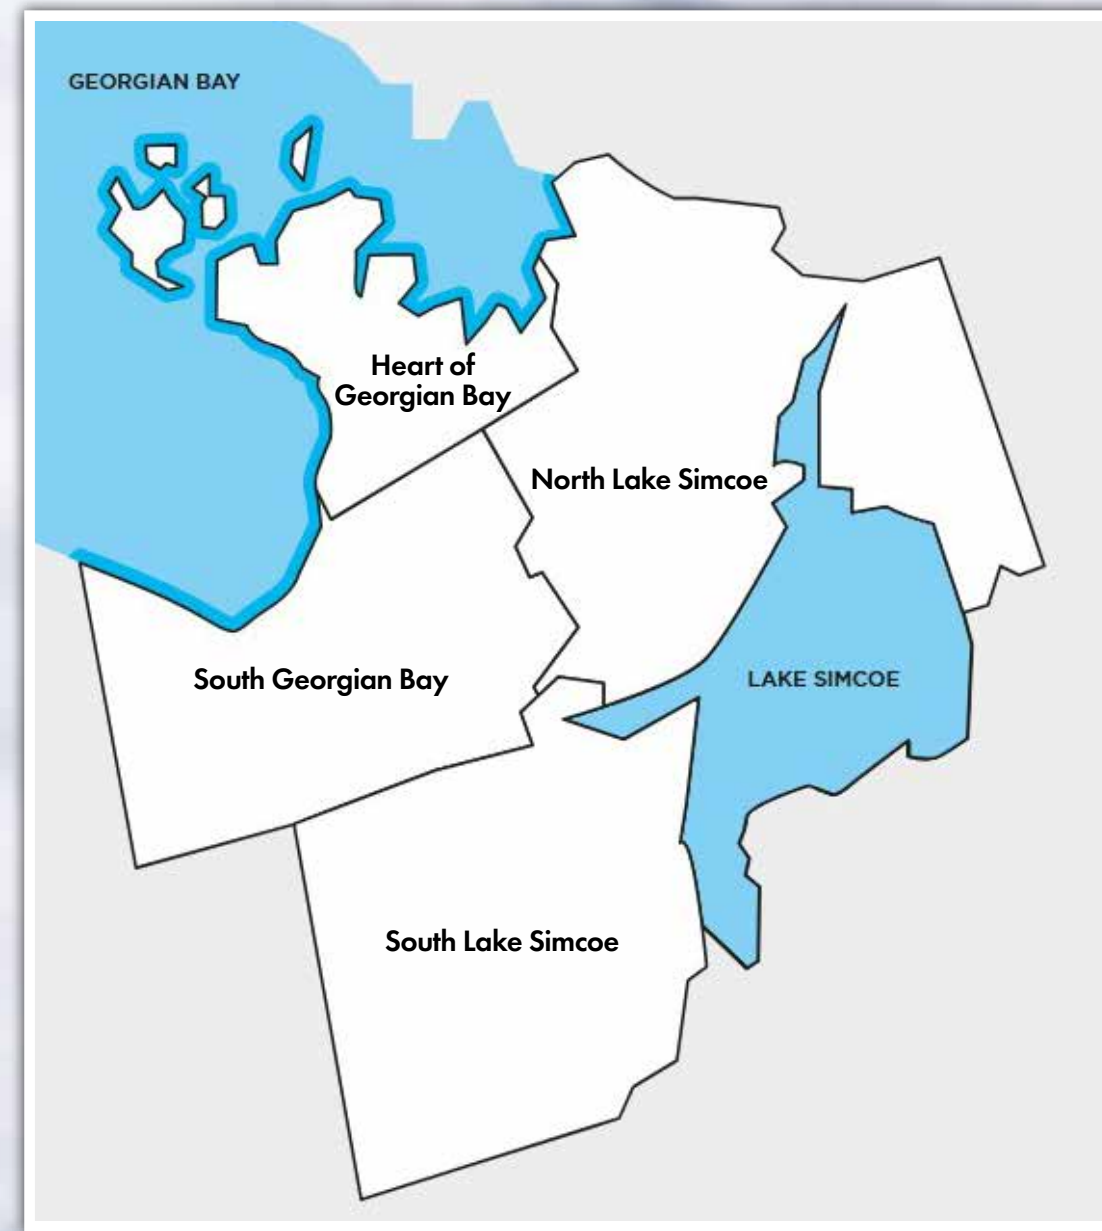 GEORGIAN BAY
Heart of
Georgian Bay
North Lake Simcoe
South Georgian Bay
LAKE SIMCOE
South Lake Simcoe